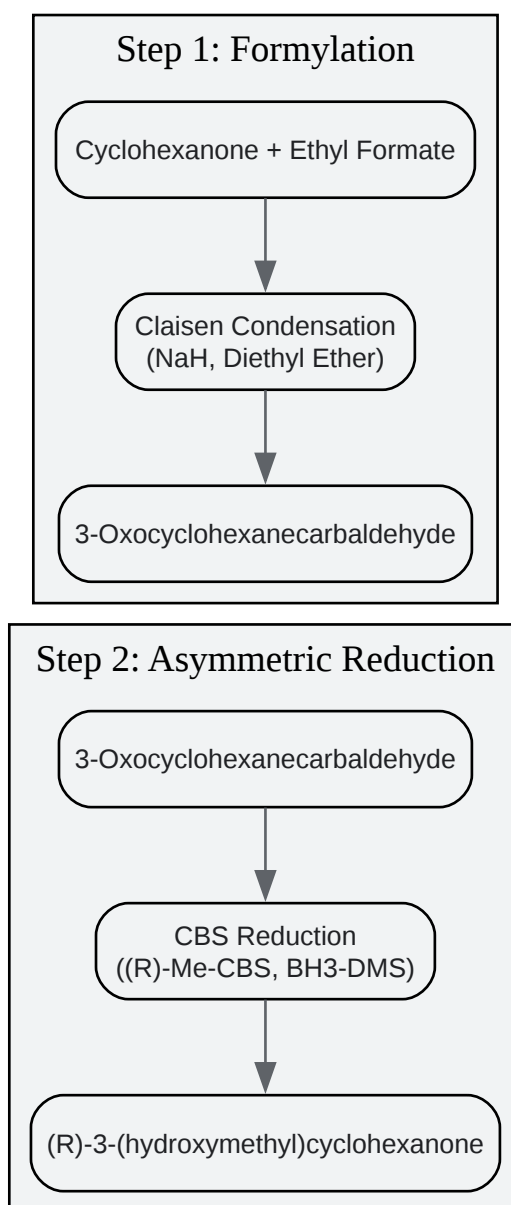 Step 1: Formylation
Cyclohexanone + Ethyl Formate
Claisen Condensation
(NaH, Diethyl Ether)
3-Oxocyclohexanecarbaldehyde
Step 2: Asymmetric Reduction
3-Oxocyclohexanecarbaldehyde
CBS Reduction
((R)-Me-CBS, BH3-DMS)
(R)-3-(hydroxymethyl)cyclohexanone